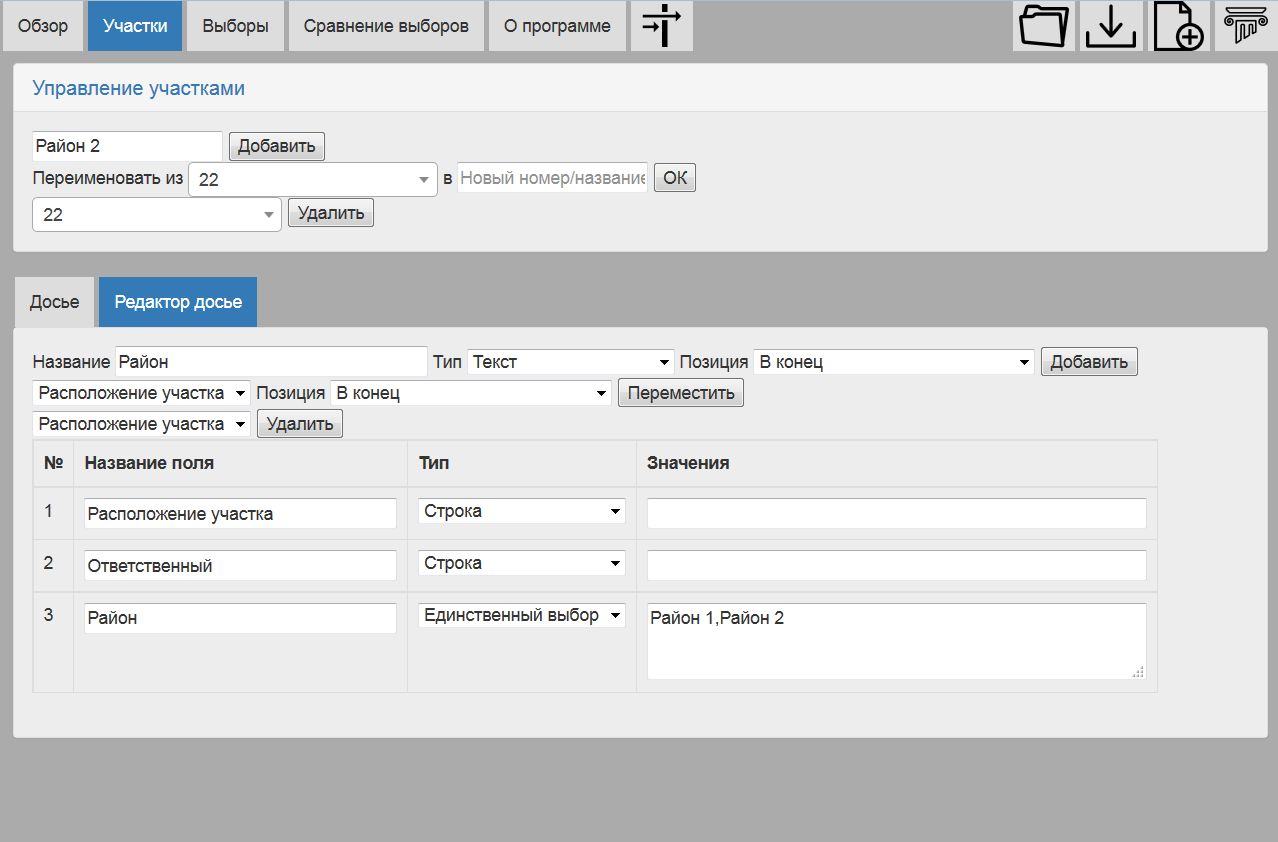 Обзор Участки Выборы Сравнение выборов О программе
Управление участками
Район 2 Добавить
Переименовать из 22 в Новый номер/название ОК
22 Удалить
Досье Редактор досье
Название Район Тип Текст Позиция В конец Добавить
Расположение участка Позиция В конец Переместить
Расположение участка Удалить
№ Название поля Тип Значения
1 Расположение участка Строка
2 Ответственный Строка
3 Район Единственный выбор Район 1,Район 2